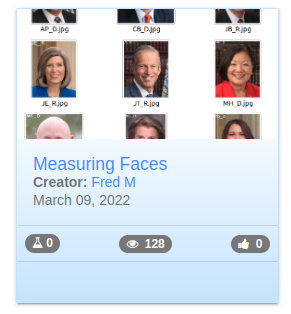 AP_D.jpg CB_D.jpg JB_R.jpg
JE_R.jpg JT_R.jpg MH_D.jpg
Measuring Faces
Creator: Fred M
March 09, 2022
0 128 0